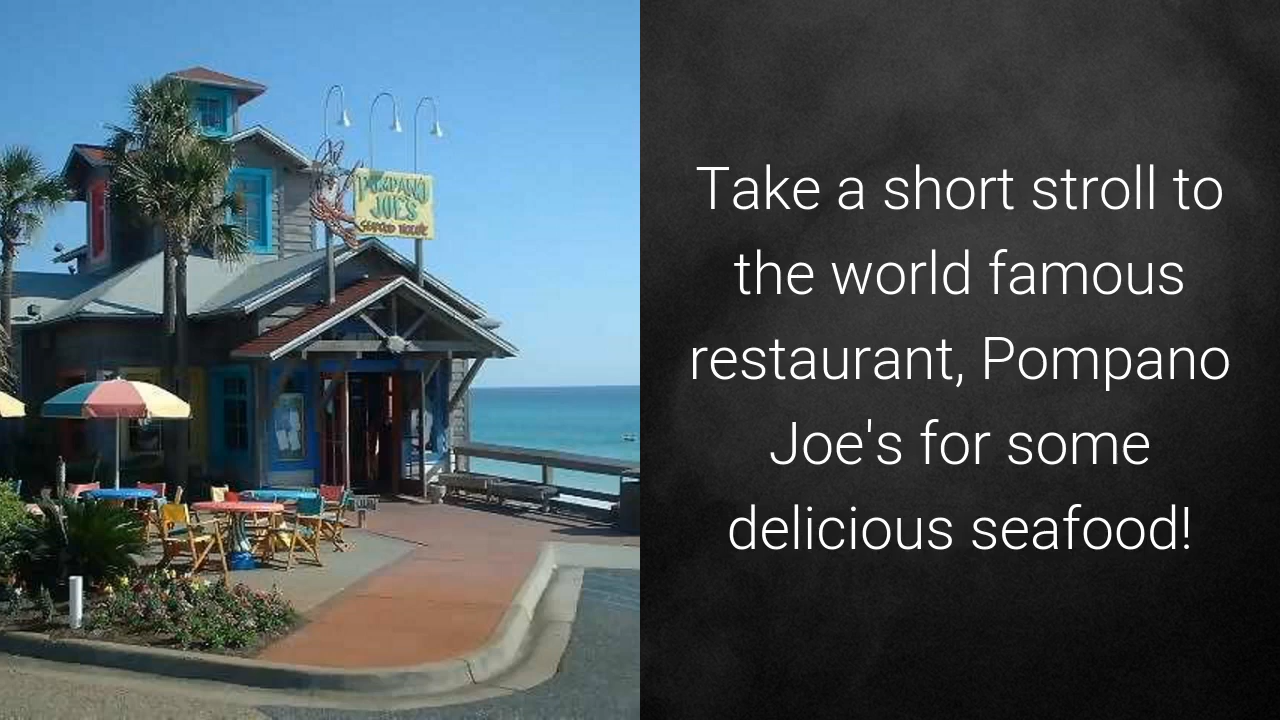 POMPANO
JOE'S
SEAFOOD HOUSE
Take a short stroll to
the world famous
restaurant, Pompano
Joe's for some
delicious seafood!